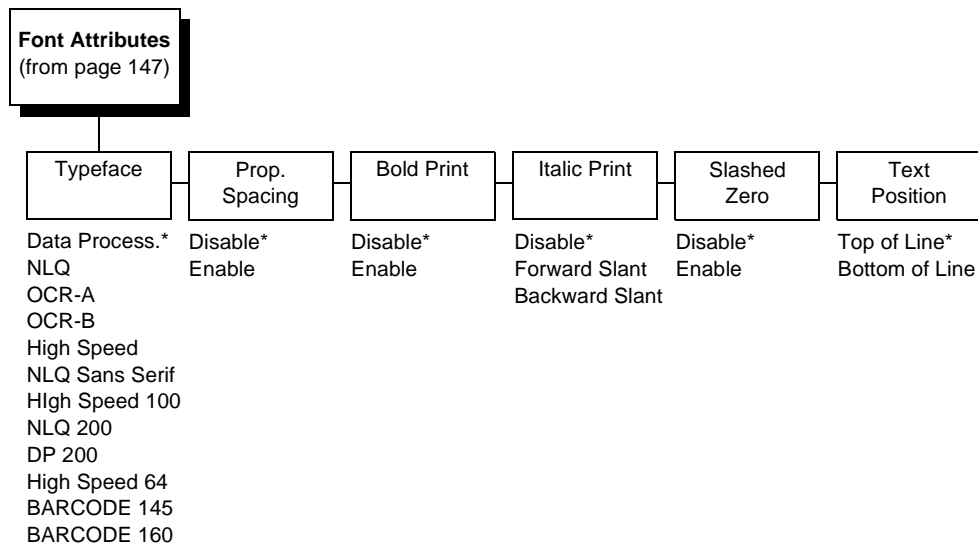 Font Attributes
(from page 147)
Typeface
Prop.
Spacing
Bold Print
Italic Print
Slashed
Zero
Text
Position
Data Process.*
NLQ
OCR-A
OCR-B
High Speed
NLQ Sans Serif
HIgh Speed 100
NLQ 200
DP 200
High Speed 64
BARCODE 145
BARCODE 160
Disable*
Enable
Disable*
Enable
Disable*
Forward Slant
Backward Slant
Disable*
Enable
Top of Line*
Bottom of Line